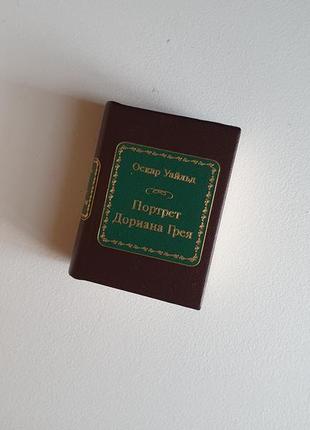 Оскар Уайльд
Портрет
Дориана Грея